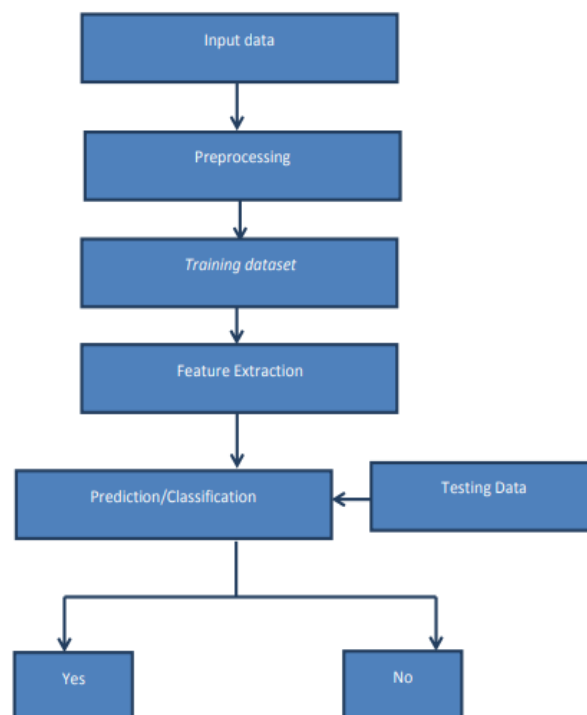 Input data
Preprocessing
Training dataset
Feature Extraction
Prediction/Classification
Testing Data
Yes
No